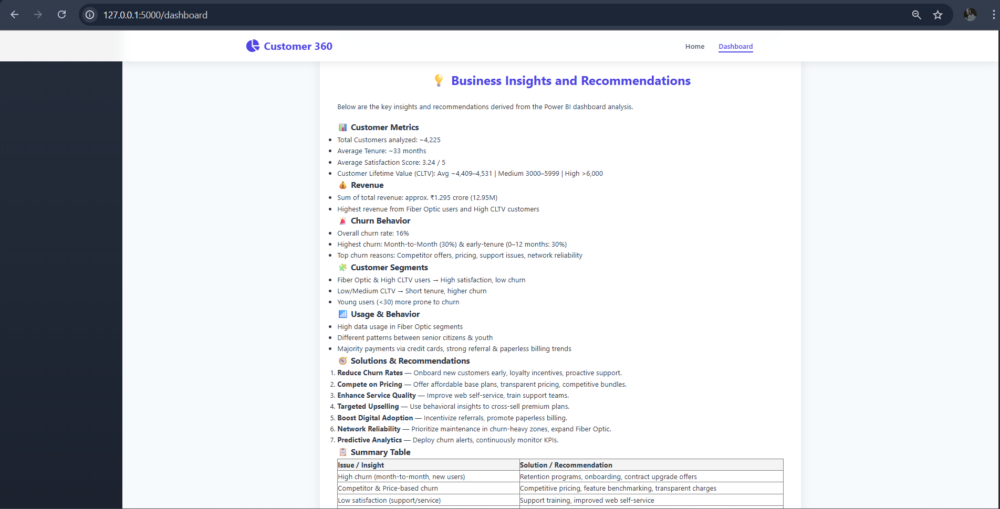 127.0.0.1:5000/dashboard
Customer 360
Home
Dashboard
💡 Business Insights and Recommendations
Below are the key insights and recommendations derived from the Power BI dashboard analysis.
📊 Customer Metrics
• Total Customers analyzed: ~4,225
• Average Tenure: ~33 months
• Average Satisfaction Score: 3.24 / 5
• Customer Lifetime Value (CLTV): Avg ~4,409–4,531 | Medium 3000–5999 | High >6,000
💰 Revenue
• Sum of total revenue: approx. ₹1.295 crore (12.95M)
• Highest revenue from Fiber Optic users and High CLTV customers
🚨 Churn Behavior
• Overall churn rate: 16%
• Highest churn: Month-to-Month (30%) & early-tenure (0–12 months: 30%)
• Top churn reasons: Competitor offers, pricing, support issues, network reliability
🧩 Customer Segments
• Fiber Optic & High CLTV users → High satisfaction, low churn
• Low/Medium CLTV → Short tenure, higher churn
• Young users (<30) more prone to churn
📶 Usage & Behavior
• High data usage in Fiber Optic segments
• Different patterns between senior citizens & youth
• Majority payments via credit cards, strong referral & paperless billing trends
🧭 Solutions & Recommendations
1. Reduce Churn Rates — Onboard new customers early, loyalty incentives, proactive support.
2. Compete on Pricing — Offer affordable base plans, transparent pricing, competitive bundles.
3. Enhance Service Quality — Improve web self-service, train support teams.
4. Targeted Upselling — Use behavioral insights to cross-sell premium plans.
5. Boost Digital Adoption — Incentivize referrals, promote paperless billing.
6. Network Reliability — Prioritize maintenance in churn-heavy zones, expand Fiber Optic.
7. Predictive Analytics — Deploy churn alerts, continuously monitor KPIs.
📋 Summary Table
Issue / Insight
Solution / Recommendation
High churn (month-to-month, new users)
Retention programs, onboarding, contract upgrade offers
Competitor & Price-based churn
Competitive pricing, feature benchmarking, transparent charges
Low satisfaction (support/service)
Support training, improved web self-service